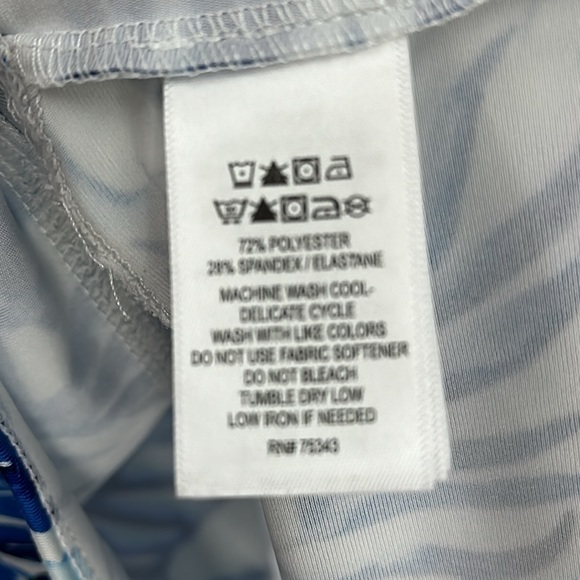 72% POLYESTER
28% SPANDEX / ELASTANE
MACHINE WASH COOL-
DELICATE CYCLE
WASH WITH LIKE COLORS
DO NOT USE FABRIC SOFTENER
DO NOT BLEACH
TUMBLE DRY LOW
LOW IRON IF NEEDED
RN# 75343